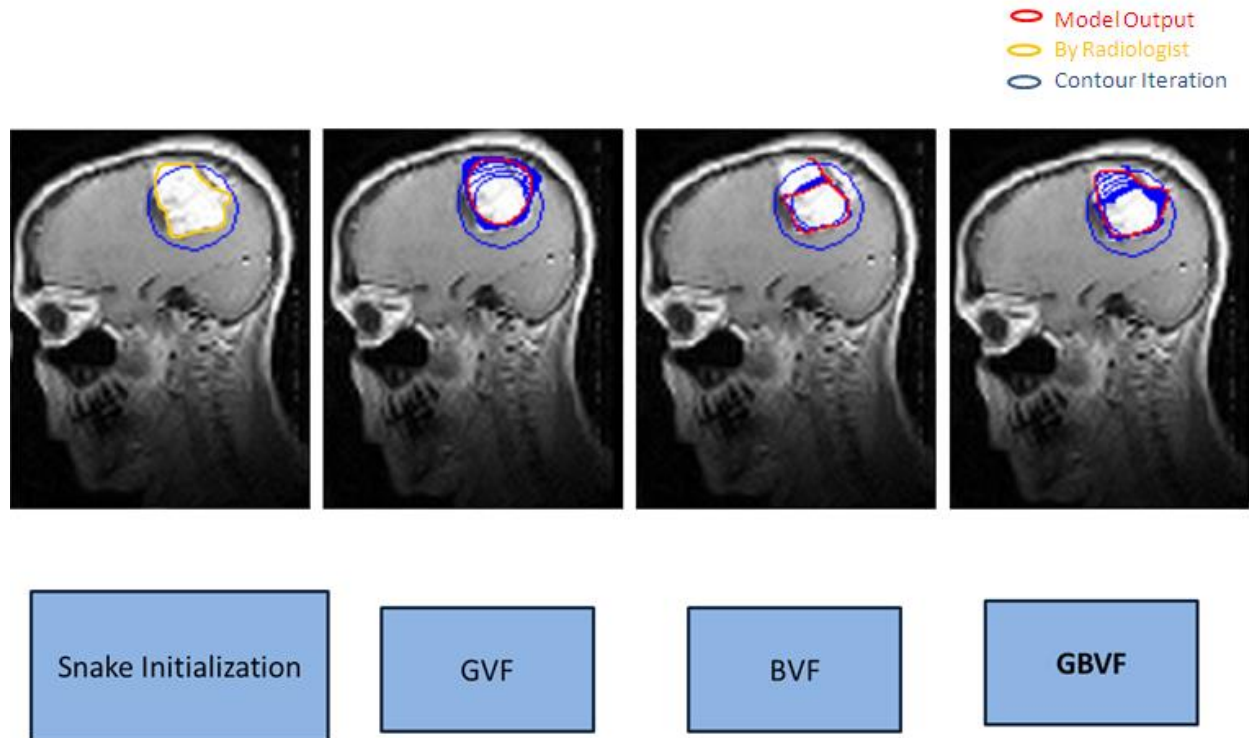 Model Output
By Radiologist
Contour Iteration
Snake Initialization
GVF
BVF
GBVF